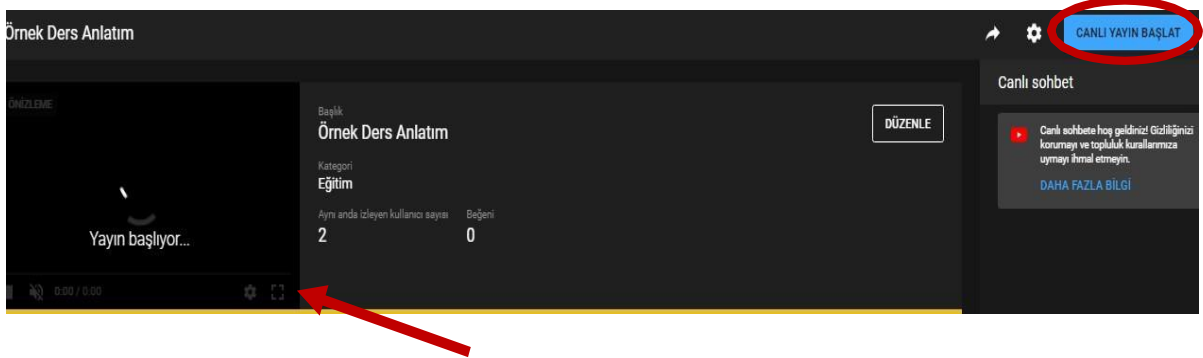 Örnek Ders Anlatım
CANLI YAYIN BAŞLAT
ÖNİZLEME
Yayın başlıyor...
0:00 / 0:00
Başlık
Örnek Ders Anlatım
DÜZENLE
Kategori
Eğitim
Aynı anda izleyen kullanıcı sayısı
Beğeni
2
0
Canlı sohbet
Canlı sohbete hoş geldiniz! Gizliliğinizi
korumayı ve topluluk kurallarımıza
uymayı ihmal etmeyin.
DAHA FAZLA BİLGİ